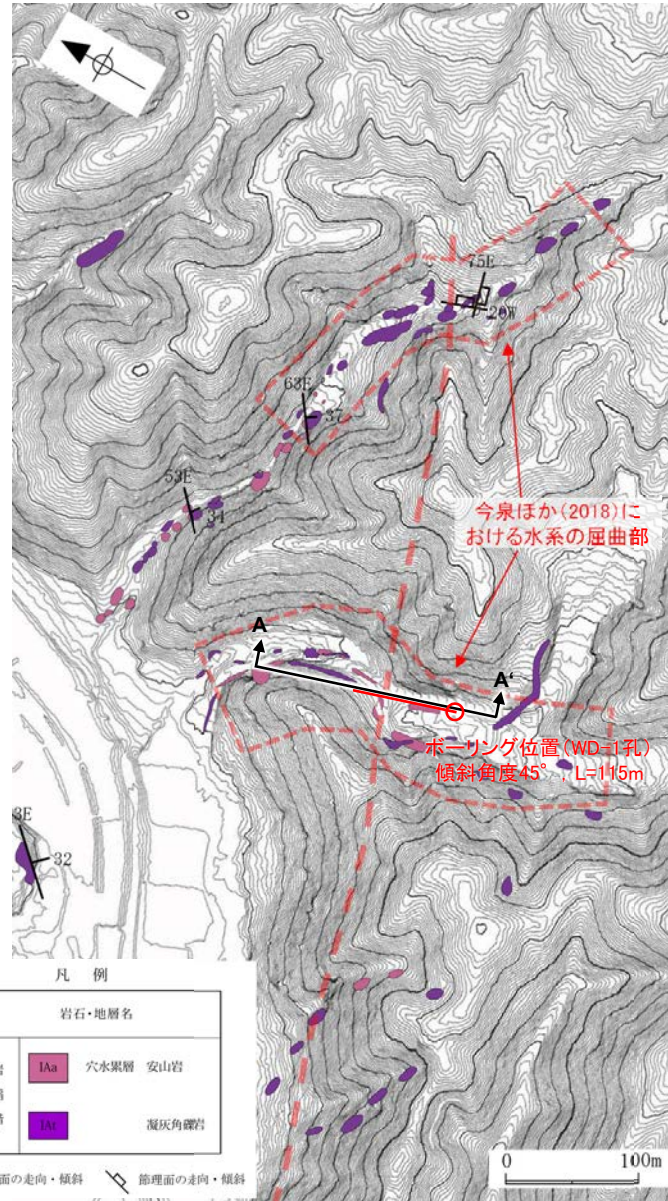 75E
20W
63E
37
53E
34
今泉ほか(2018)に
おける水系の屈曲部
A
A'
ボーリング位置(WD-1孔)
傾斜角度45°, L=115m
3E
32
凡 例
岩石・地層名
IAa 穴水累層 安山岩
IAt 凝灰角礫岩
面の走向・傾斜 節理面の走向・傾斜
0 100m